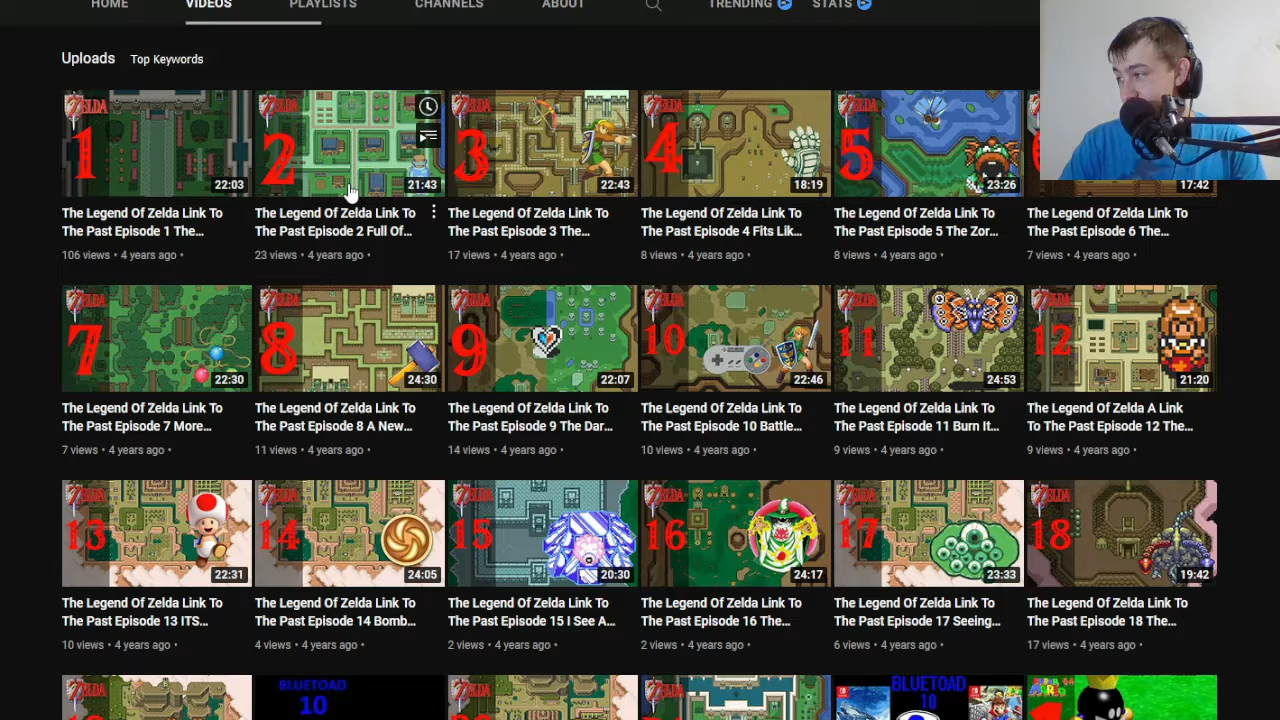 HOME VIDEOS PLAYLISTS CHANNELS ABOUT TRENDING STATS
Uploads Top Keywords
ZELDA 1 22:03
ZELDA 2 21:43
ZELDA 3 22:43
ZELDA 4 18:19
ZELDA 5 23:26
17:42
The Legend Of Zelda Link To
The Past Episode 1 The...
106 views • 4 years ago •
The Legend Of Zelda Link To
The Past Episode 2 Full Of...
23 views • 4 years ago •
The Legend Of Zelda Link To
The Past Episode 3 The...
17 views • 4 years ago •
The Legend Of Zelda Link To
The Past Episode 4 Fits Lik...
8 views • 4 years ago •
The Legend Of Zelda Link To
The Past Episode 5 The Zor...
8 views • 4 years ago •
The Legend Of Zelda Link To
The Past Episode 6 The...
7 views • 4 years ago •
ZELDA 7 22:30
ZELDA 8 24:30
ZELDA 9 22:07
ZELDA 10 22:46
ZELDA 11 24:53
ZELDA 12 21:20
The Legend Of Zelda Link To
The Past Episode 7 More...
7 views • 4 years ago •
The Legend Of Zelda Link To
The Past Episode 8 A New...
11 views • 4 years ago •
The Legend Of Zelda Link To
The Past Episode 9 The Dar...
14 views • 4 years ago •
The Legend Of Zelda Link To
The Past Episode 10 Battle...
10 views • 4 years ago •
The Legend Of Zelda Link To
The Past Episode 11 Burn It...
9 views • 4 years ago •
The Legend Of Zelda A Link
To The Past Episode 12 The...
9 views • 4 years ago •
ZELDA 13 22:31
ZELDA 14 24:05
ZELDA 15 20:30
ZELDA 16 24:17
ZELDA 17 23:33
ZELDA 18 19:42
The Legend Of Zelda Link To
The Past Episode 13 ITS...
10 views • 4 years ago •
The Legend Of Zelda Link To
The Past Episode 14 Bomb...
4 views • 4 years ago •
The Legend Of Zelda Link To
The Past Episode 15 I See A...
2 views • 4 years ago •
The Legend Of Zelda Link To
The Past Episode 16 The...
2 views • 4 years ago •
The Legend Of Zelda Link To
The Past Episode 17 Seeing...
6 views • 4 years ago •
The Legend Of Zelda Link To
The Past Episode 18 The...
17 views • 4 years ago •
ZELDA
BLUETOAD
10
ZELDA
ZELDA
BLUETOAD
10